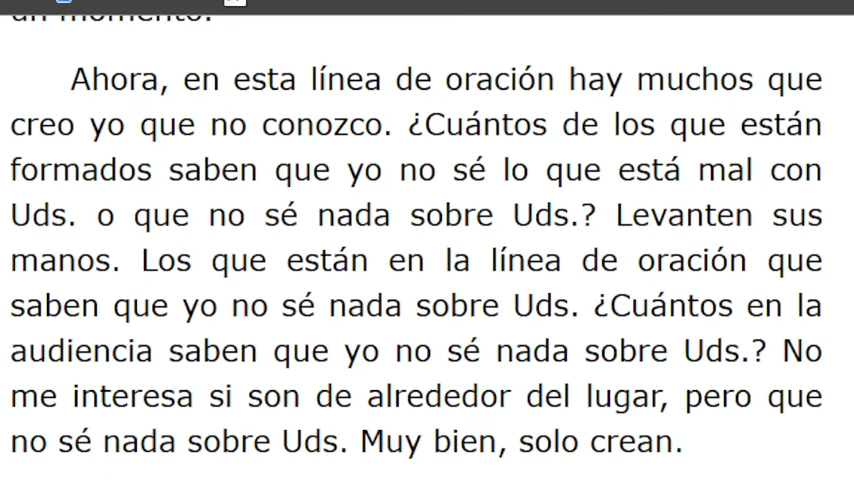 un momento.
Ahora, en esta línea de oración hay muchos que
creo yo que no conozco. ¿Cuántos de los que están
formados saben que yo no sé lo que está mal con
Uds. o que no sé nada sobre Uds.? Levanten sus
manos. Los que están en la línea de oración que
saben que yo no sé nada sobre Uds. ¿Cuántos en la
audiencia saben que yo no sé nada sobre Uds.? No
me interesa si son de alrededor del lugar, pero que
no sé nada sobre Uds. Muy bien, solo crean.